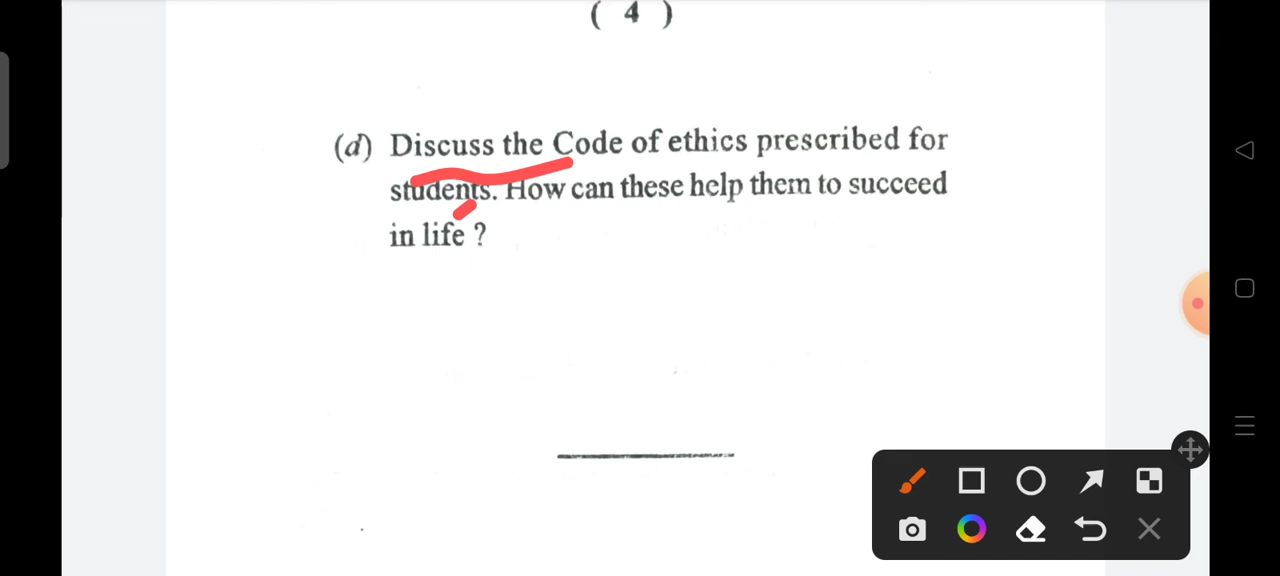 ( 4 )
(d) Discuss the Code of ethics prescribed for
students. How can these help them to succeed
in life ?